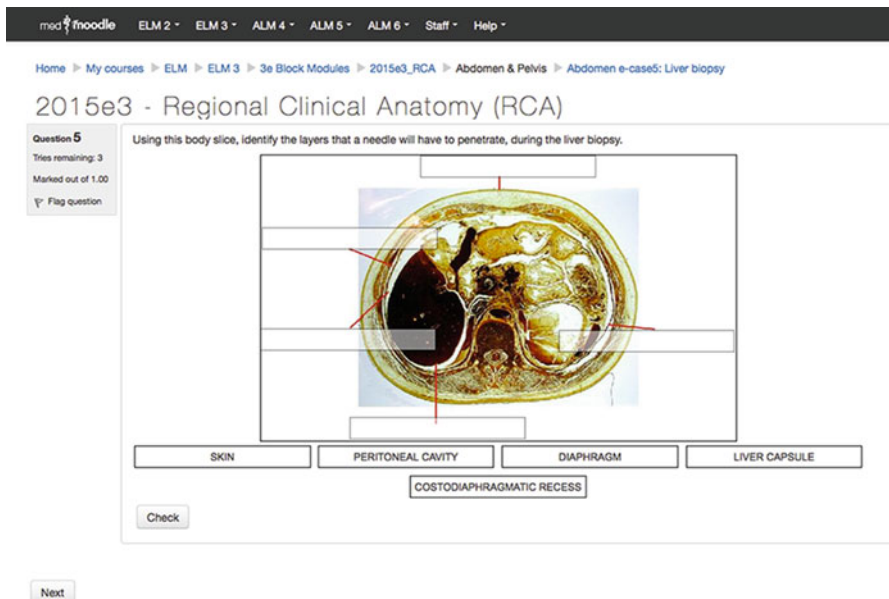 med moodle ELM 2 ELM 3 ALM 4 ALM 5 ALM 6 Staff Help
Home My courses ELM ELM 3 3e Block Modules 2015e3_RCA Abdomen & Pelvis Abdomen e-case5: Liver biopsy
2015e3 - Regional Clinical Anatomy (RCA)
Question 5
Tries remaining: 3
Marked out of 1.00
Flag question
Using this body slice, identify the layers that a needle will have to penetrate, during the liver biopsy.
SKIN PERITONEAL CAVITY DIAPHRAGM LIVER CAPSULE
COSTODIAPHRAGMATIC RECESS
Check
Next